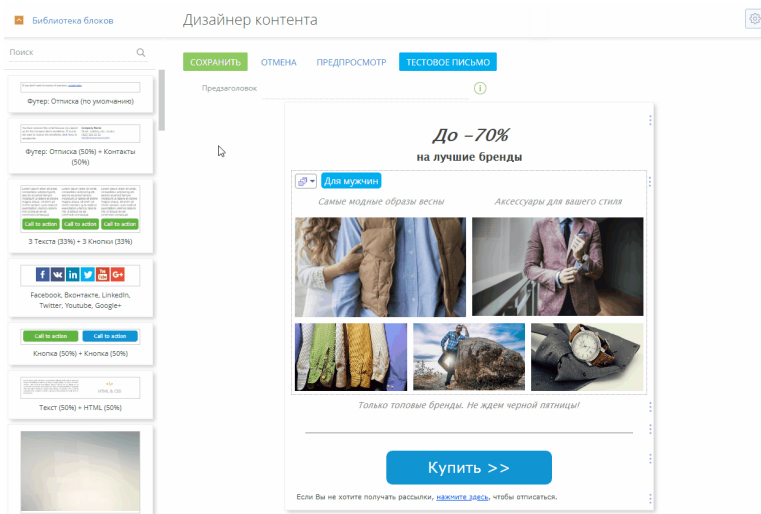 Библиотека блоков
Дизайнер контента
Поиск
СОХРАНИТЬ
ОТМЕНА
ПРЕДПРОСМОТР
ТЕСТОВОЕ ПИСЬМО
Предзаголовок
Футер: Отписка (по умолчанию)
Футер: Отписка (50%) + Контакты
(50%)
Call to action
Call to action
Call to action
3 Текста (33%) + 3 Кнопки (33%)
Facebook, Вконтакте, LinkedIn,
Twitter, Youtube, Google+
Call to action
Call to action
Кнопка (50%) + Кнопка (50%)
HTML & CSS
Текст (50%) + HTML (50%)
До -70%
на лучшие бренды
Для мужчин
Самые модные образы весны
Аксессуары для вашего стиля
Только топовые бренды. Не ждем черной пятницы!
Купить >>
Если Вы не хотите получать рассылки, нажмите здесь, чтобы отписаться.